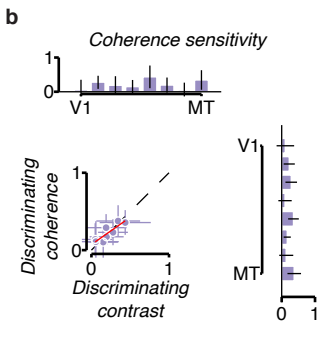 b
Coherence sensitivity
1
0
V1 MT
Discriminating
coherence
1
0
0 1
Discriminating
contrast
V1
MT
0 1